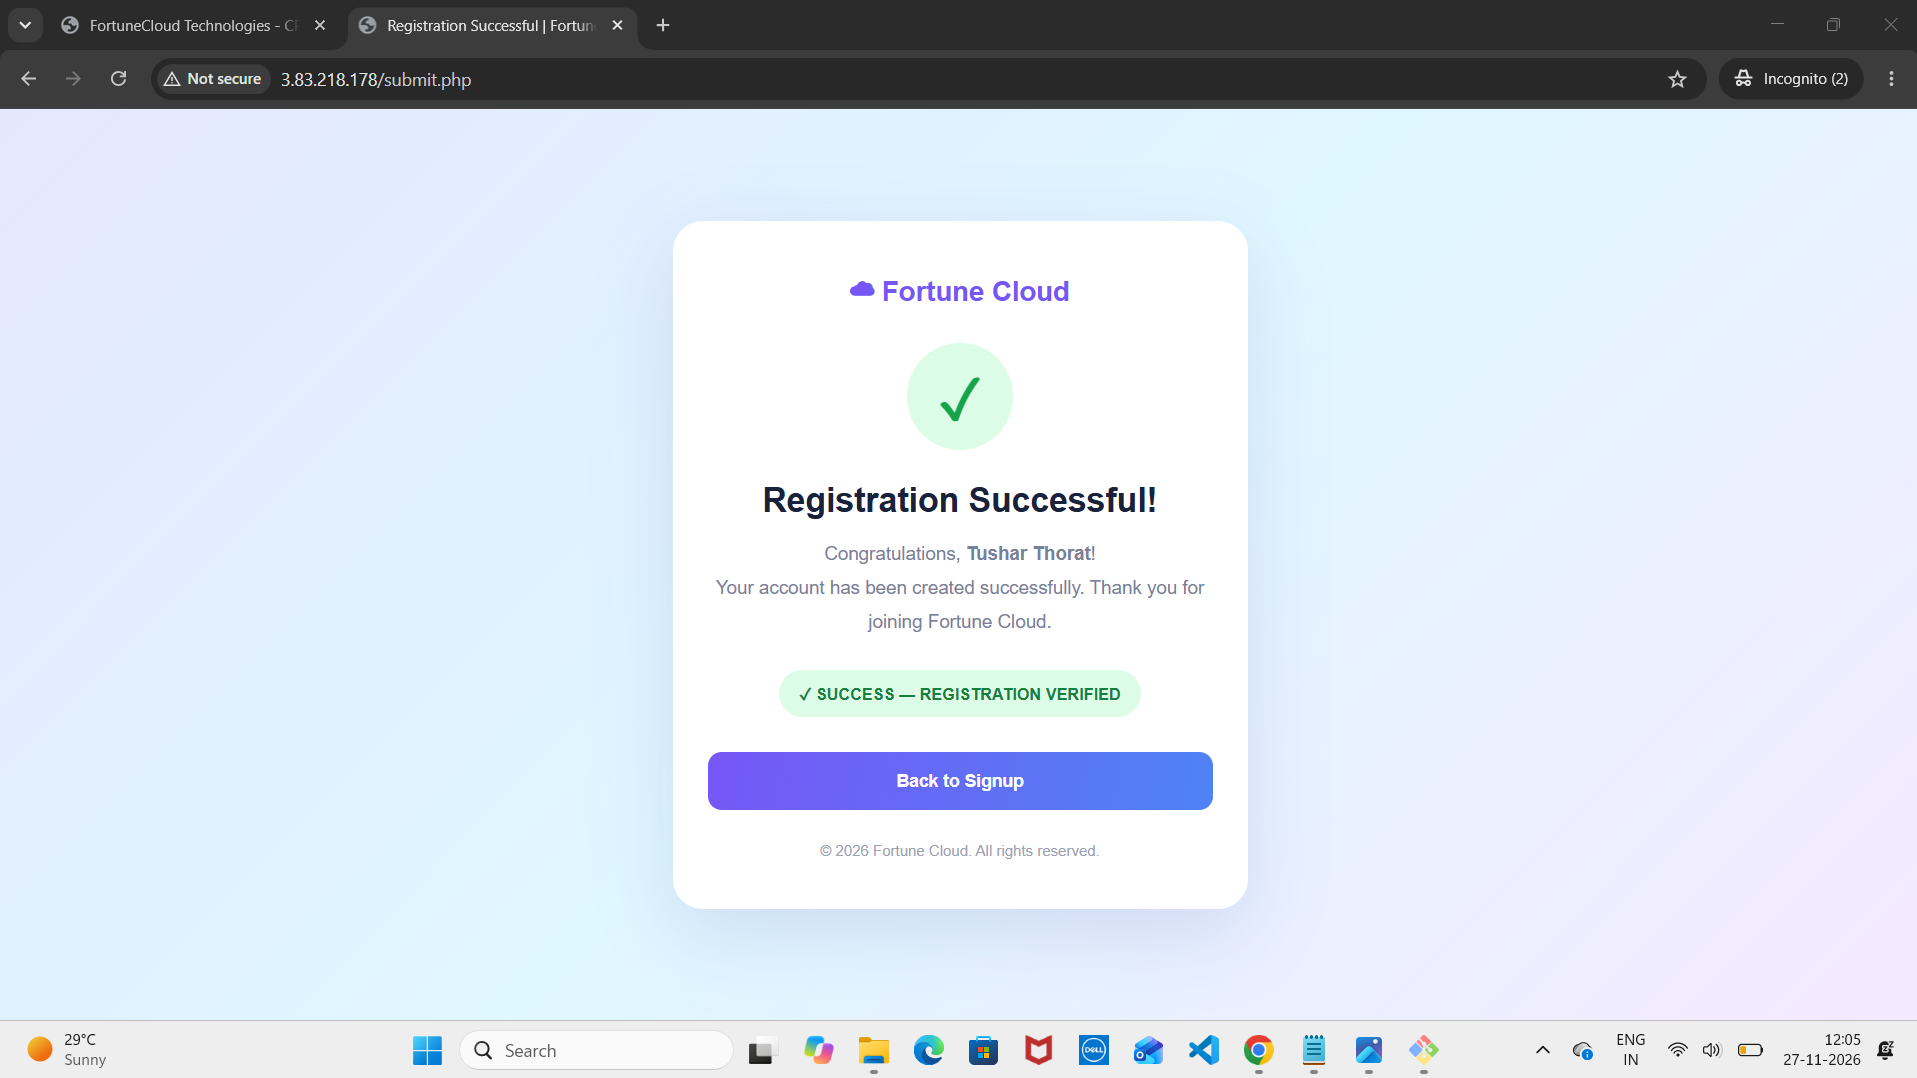 FortuneCloud Technologies - C
Registration Successful | Fortun
Not secure
3.83.218.178/submit.php
Incognito (2)
Fortune Cloud
✓
Registration Successful!
Congratulations, Tushar Thorat!
Your account has been created successfully. Thank you for
joining Fortune Cloud.
✓ SUCCESS — REGISTRATION VERIFIED
Back to Signup
© 2026 Fortune Cloud. All rights reserved.
29°C
Sunny
Search
DELL
ENG
IN
12:05
27-11-2026